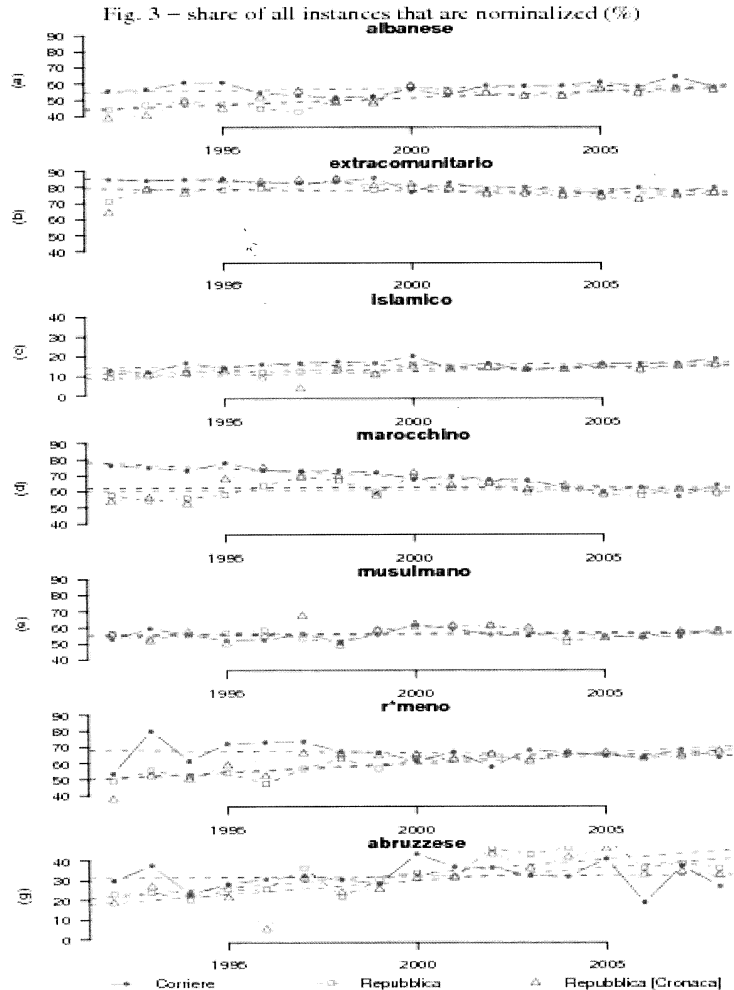 Fig. 3 – share of all instances that are nominalized (%)
albanese
(a)
90
80
70
60
50
40
1995 2000 2005
extracomunitario
(b)
90
80
70
60
50
40
1995 2000 2005
islamico
(c)
40
30
20
10
0
1995 2000 2005
marocchino
(d)
90
80
70
60
50
40
1995 2000 2005
musulmano
(e)
90
80
70
60
50
40
1995 2000 2005
r*meno
90
80
70
60
50
40
1995 2000 2005
abruzzese
(g)
40
30
20
10
0
1995 2000 2005
Corriere Repubblica Repubblica [Cronaca]